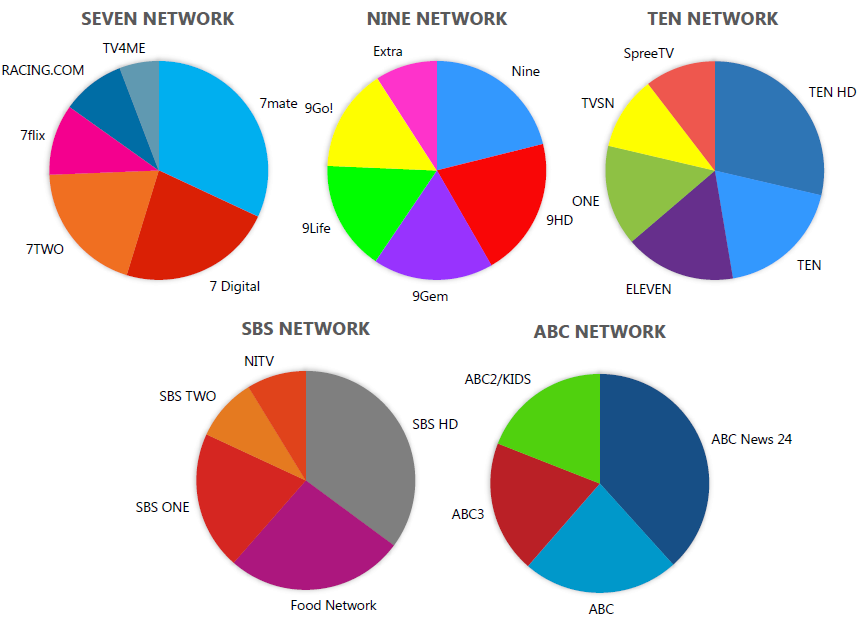 SEVEN NETWORK
TV4ME
RACING.COM
7mate
7flix
7TWO
7 Digital
NINE NETWORK
Extra
Nine
9Go!
9HD
9Life
9Gem
TEN NETWORK
SpreeTV
TEN HD
TVSN
ONE
TEN
ELEVEN
SBS NETWORK
NITV
SBS TWO
SBS HD
SBS ONE
Food Network
ABC NETWORK
ABC2/KIDS
ABC News 24
ABC3
ABC